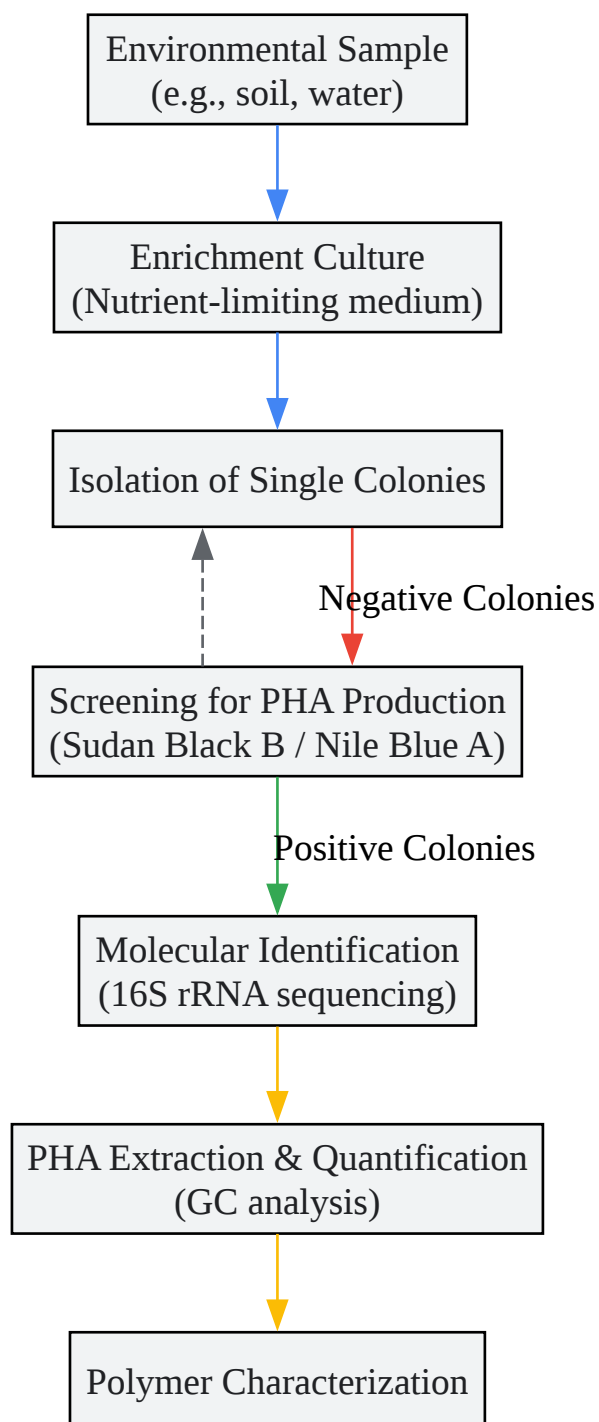 Environmental Sample
(e.g., soil, water)
Enrichment Culture
(Nutrient-limiting medium)
Isolation of Single Colonies
Negative Colonies
Screening for PHA Production
(Sudan Black B / Nile Blue A)
Positive Colonies
Molecular Identification
(16S rRNA sequencing)
PHA Extraction & Quantification
(GC analysis)
Polymer Characterization